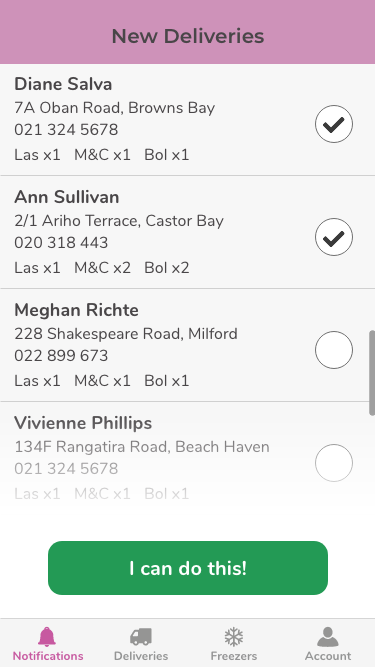 New Deliveries
Diane Salva
7A Oban Road, Browns Bay
021 324 5678
Las x1 M&C x1 Bol x1
Ann Sullivan
2/1 Ariho Terrace, Castor Bay
020 318 443
Las x1 M&C x2 Bol x2
Meghan Richte
228 Shakespeare Road, Milford
022 899 673
Las x1 M&C x1 Bol x1
Vivienne Phillips
134F Rangatira Road, Beach Haven
021 324 5678
Las x1 M&C x1 Bol x1
I can do this!
Notifications Deliveries Freezers Account